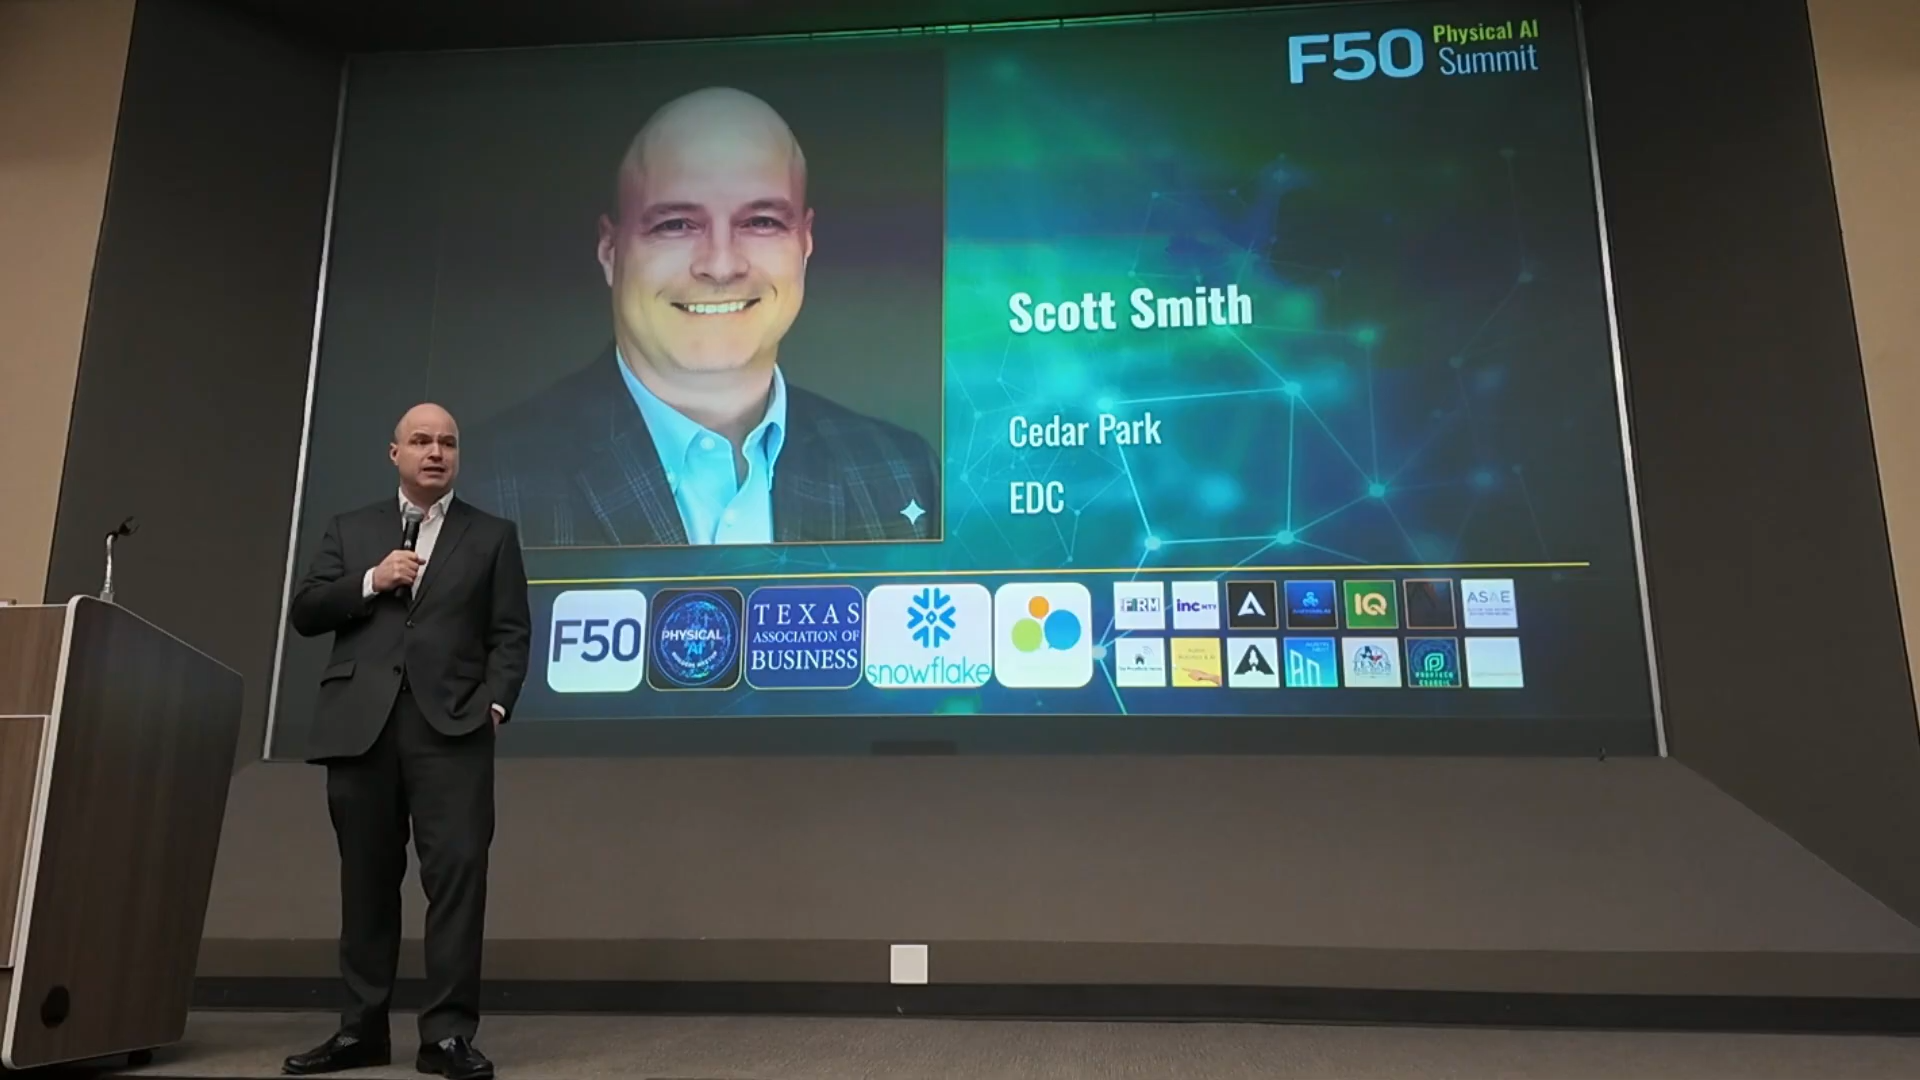 F50 Physical AI
Summit
Scott Smith
Cedar Park
EDC
F50
PHYSICAL
AI
TEXAS
ASSOCIATION OF
BUSINESS
snowflake
FIRM
inc
IQ
ASAE